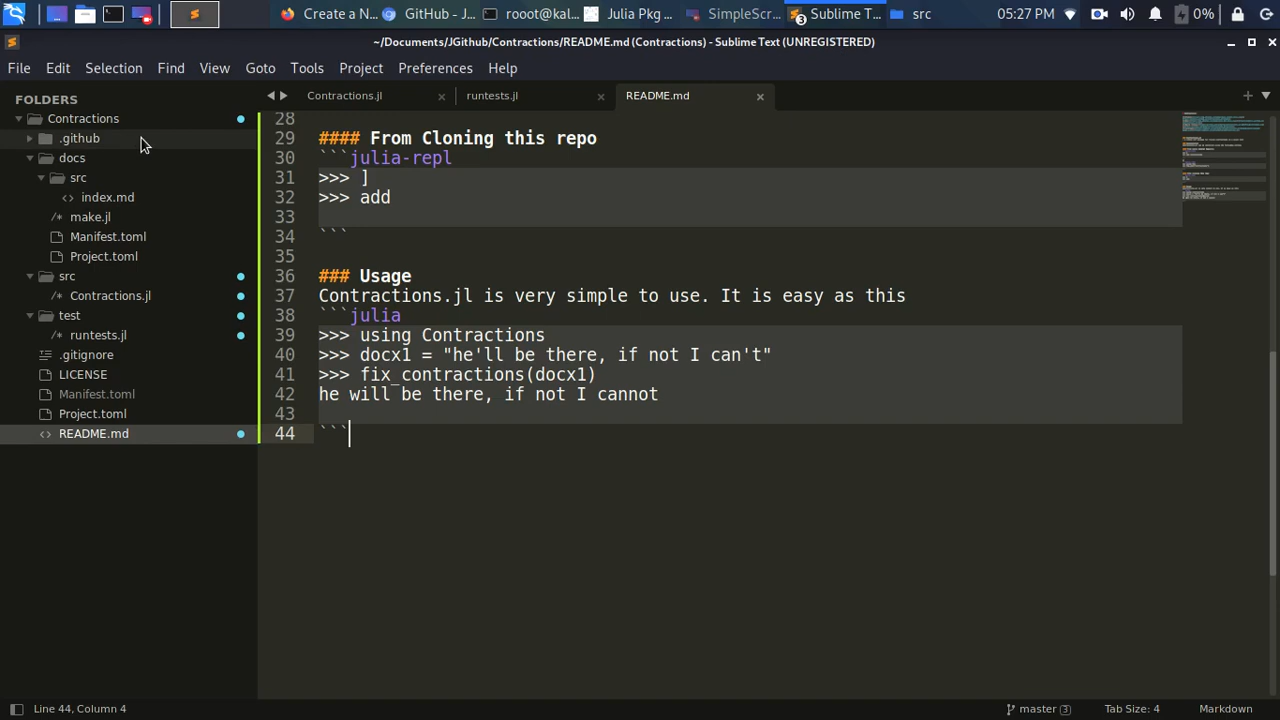 Create a N...
GitHub - J...
rooot@kal...
Julia Pkg ...
SimpleScr...
3
Sublime T...
src
05:27 PM
0%
~/Documents/JGithub/Contractions/README.md (Contractions) - Sublime Text (UNREGISTERED)
File Edit Selection Find View Goto Tools Project Preferences Help
FOLDERS
Contractions
.github
docs
src
index.md
make.jl
Manifest.toml
Project.toml
src
Contractions.jl
test
runtests.jl
.gitignore
LICENSE
Manifest.toml
Project.toml
README.md
Contractions.jl
runtests.jl
README.md
28
29 #### From Cloning this repo
30 ```julia-repl
31 >>> ]
32 >>> add
33
34 ```
35
36 ### Usage
37 Contractions.jl is very simple to use. It is easy as this
38 ```julia
39 >>> using Contractions
40 >>> docx1 = "he'll be there, if not I can't"
41 >>> fix_contractions(docx1)
42 he will be there, if not I cannot
43
44 ```
Line 44, Column 4
master 3
Tab Size: 4
Markdown